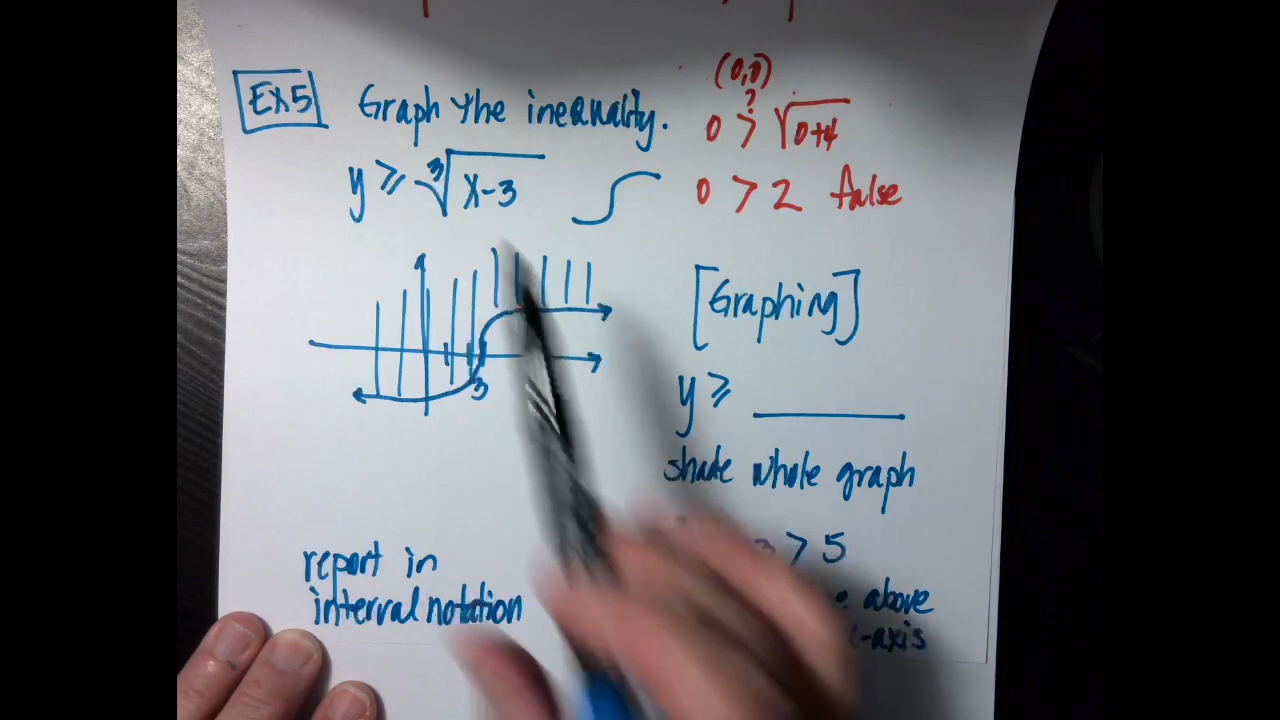 Ex5 Graph the inequality.
y ≥ ∛(x-3)
3
report in
interval notation
(0,0)
?
0 > √(0+4)
0 > 2 false
[Graphing]
y ≥ ______
shade whole graph
> 5
above
-axis